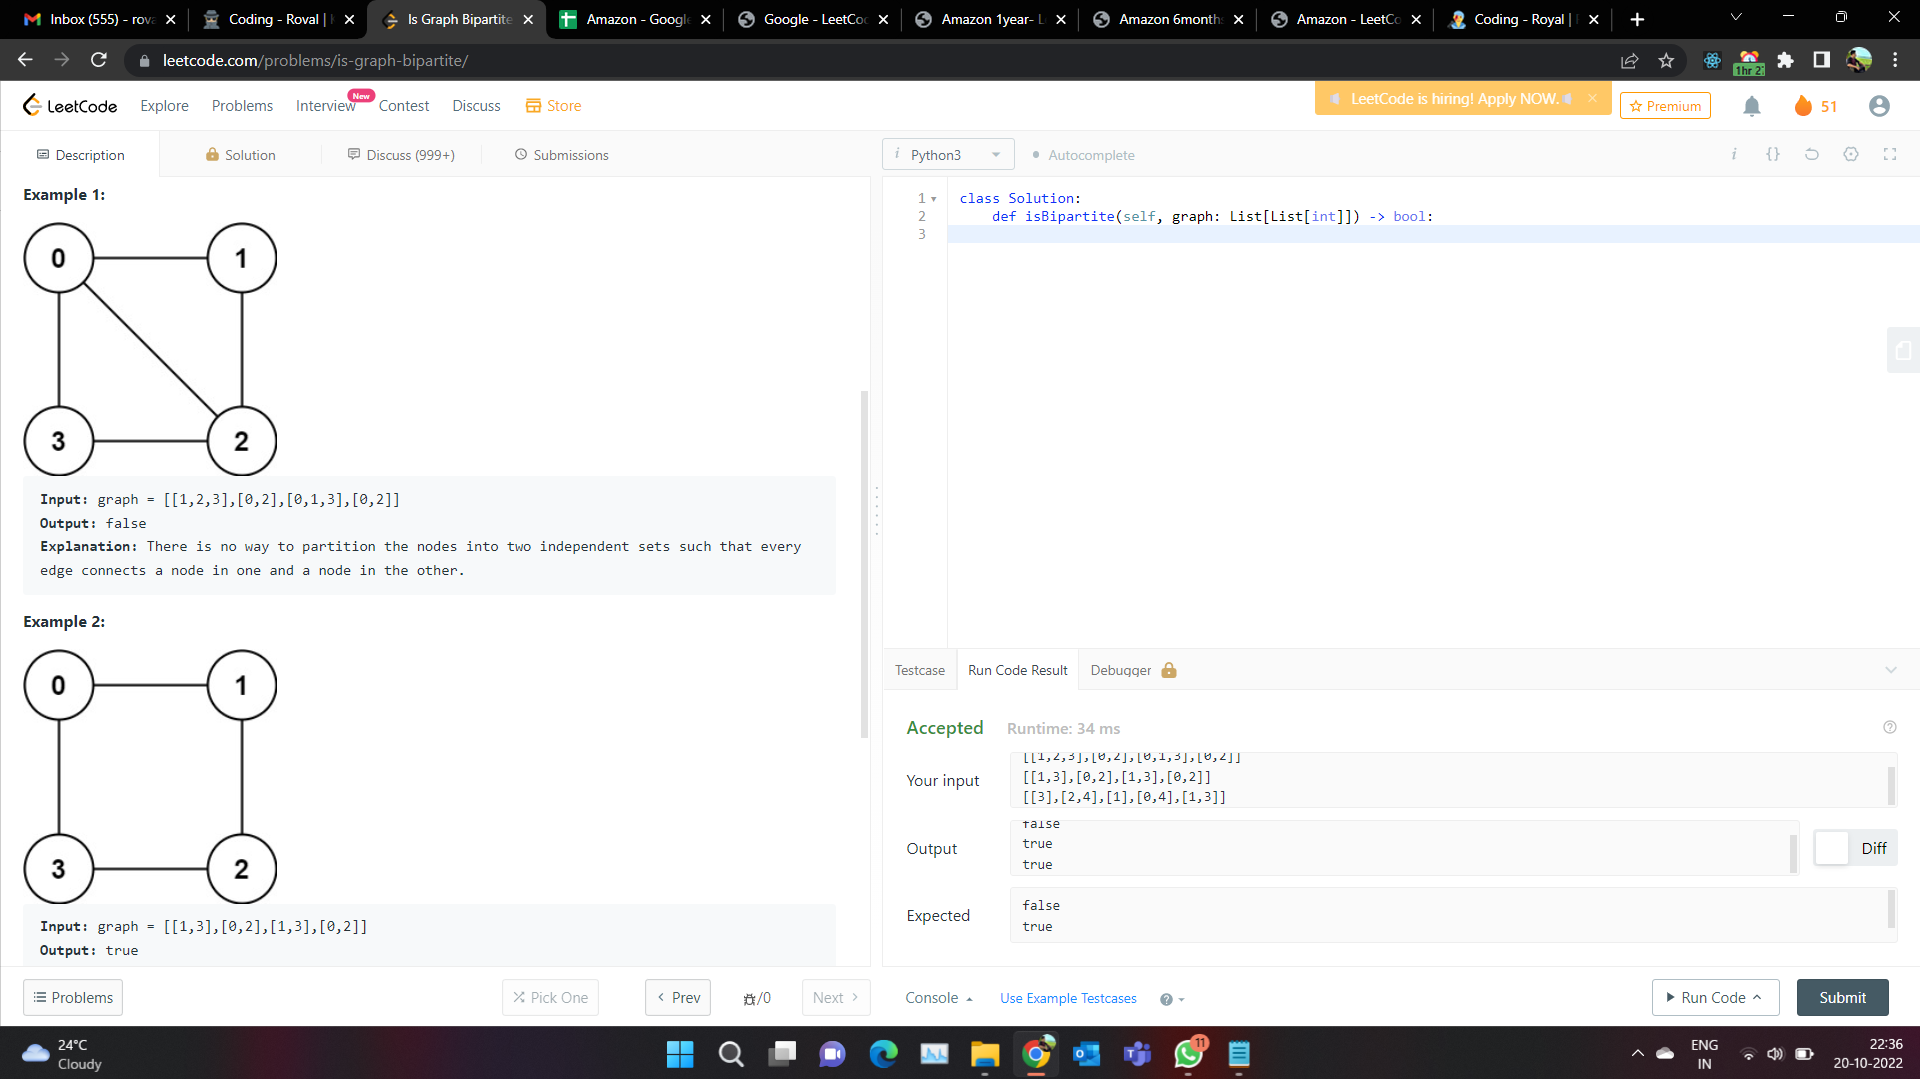 Inbox (555) - rova
Coding - Roval |
Is Graph Bipartite
Amazon - Google
Google - LeetCo
Amazon 1year- L
Amazon 6month
Amazon - LeetCo
Coding - Royal |
leetcode.com/problems/is-graph-bipartite/
1hr 2
LeetCode
Explore
Problems
Interview
New
Contest
Discuss
Store
LeetCode is hiring! Apply NOW.
Premium
51
Description
Solution
Discuss (999+)
Submissions
i Python3
Autocomplete
i {}
Example 1:
0
1
3
2
Input: graph = [[1,2,3],[0,2],[0,1,3],[0,2]]
Output: false
Explanation: There is no way to partition the nodes into two independent sets such that every
edge connects a node in one and a node in the other.
Example 2:
0
1
3
2
Input: graph = [[1,3],[0,2],[1,3],[0,2]]
Output: true
1 class Solution:
2 def isBipartite(self, graph: List[List[int]]) -> bool:
3
Testcase
Run Code Result
Debugger
Accepted
Runtime: 34 ms
Your input
[[1,2,3],[0,2],[0,1,3],[0,2]]
[[1,3],[0,2],[1,3],[0,2]]
[[3],[2,4],[1],[0,4],[1,3]]
Output
false
true
true
Diff
Expected
false
true
Problems
Pick One
Prev
/0
Next
Console
Use Example Testcases
Run Code
Submit
24°C
Cloudy
11
ENG
IN
22:36
20-10-2022